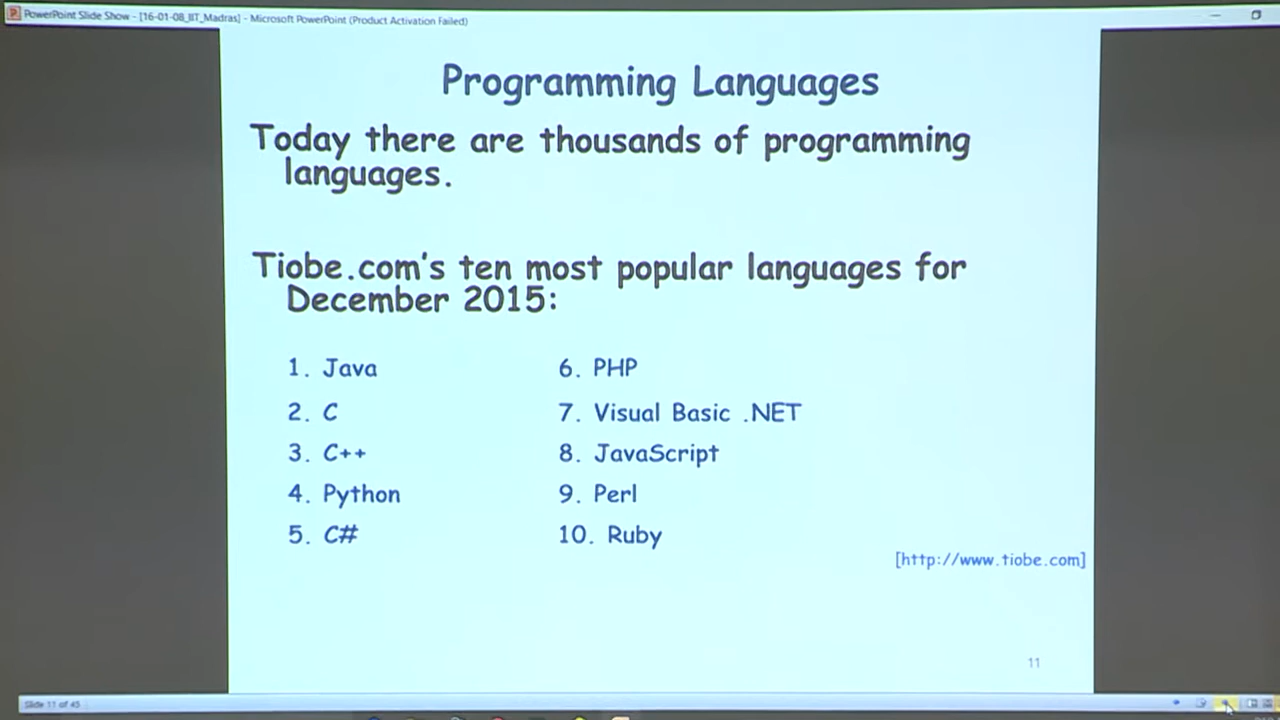 PowerPoint Slide Show - [16-01-08_IIT_Madras] - Microsoft PowerPoint (Product Activation Failed)
Programming Languages
Today there are thousands of programming
languages.
Tiobe.com's ten most popular languages for
December 2015:
1. Java
2. C
3. C++
4. Python
5. C#
6. PHP
7. Visual Basic .NET
8. JavaScript
9. Perl
10. Ruby
[http://www.tiobe.com]
11
Slide 11 of 45